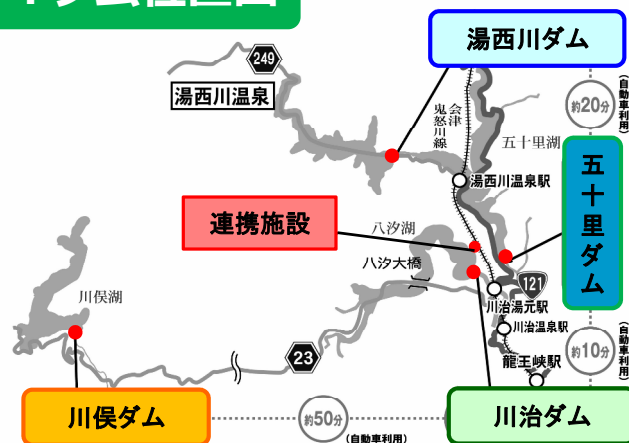 湯西川ダム
249
湯西川温泉
会津
鬼怒川線
五十里湖
約20分
(自動車利用)
湯西川温泉駅
五十里ダム
連携施設
八汐湖
八汐大橋
121
川俣湖
川治湯元駅
川治温泉駅
23
龍王峡駅
約10分
(自動車利用)
川俣ダム
約50分
(自動車利用)
川治ダム